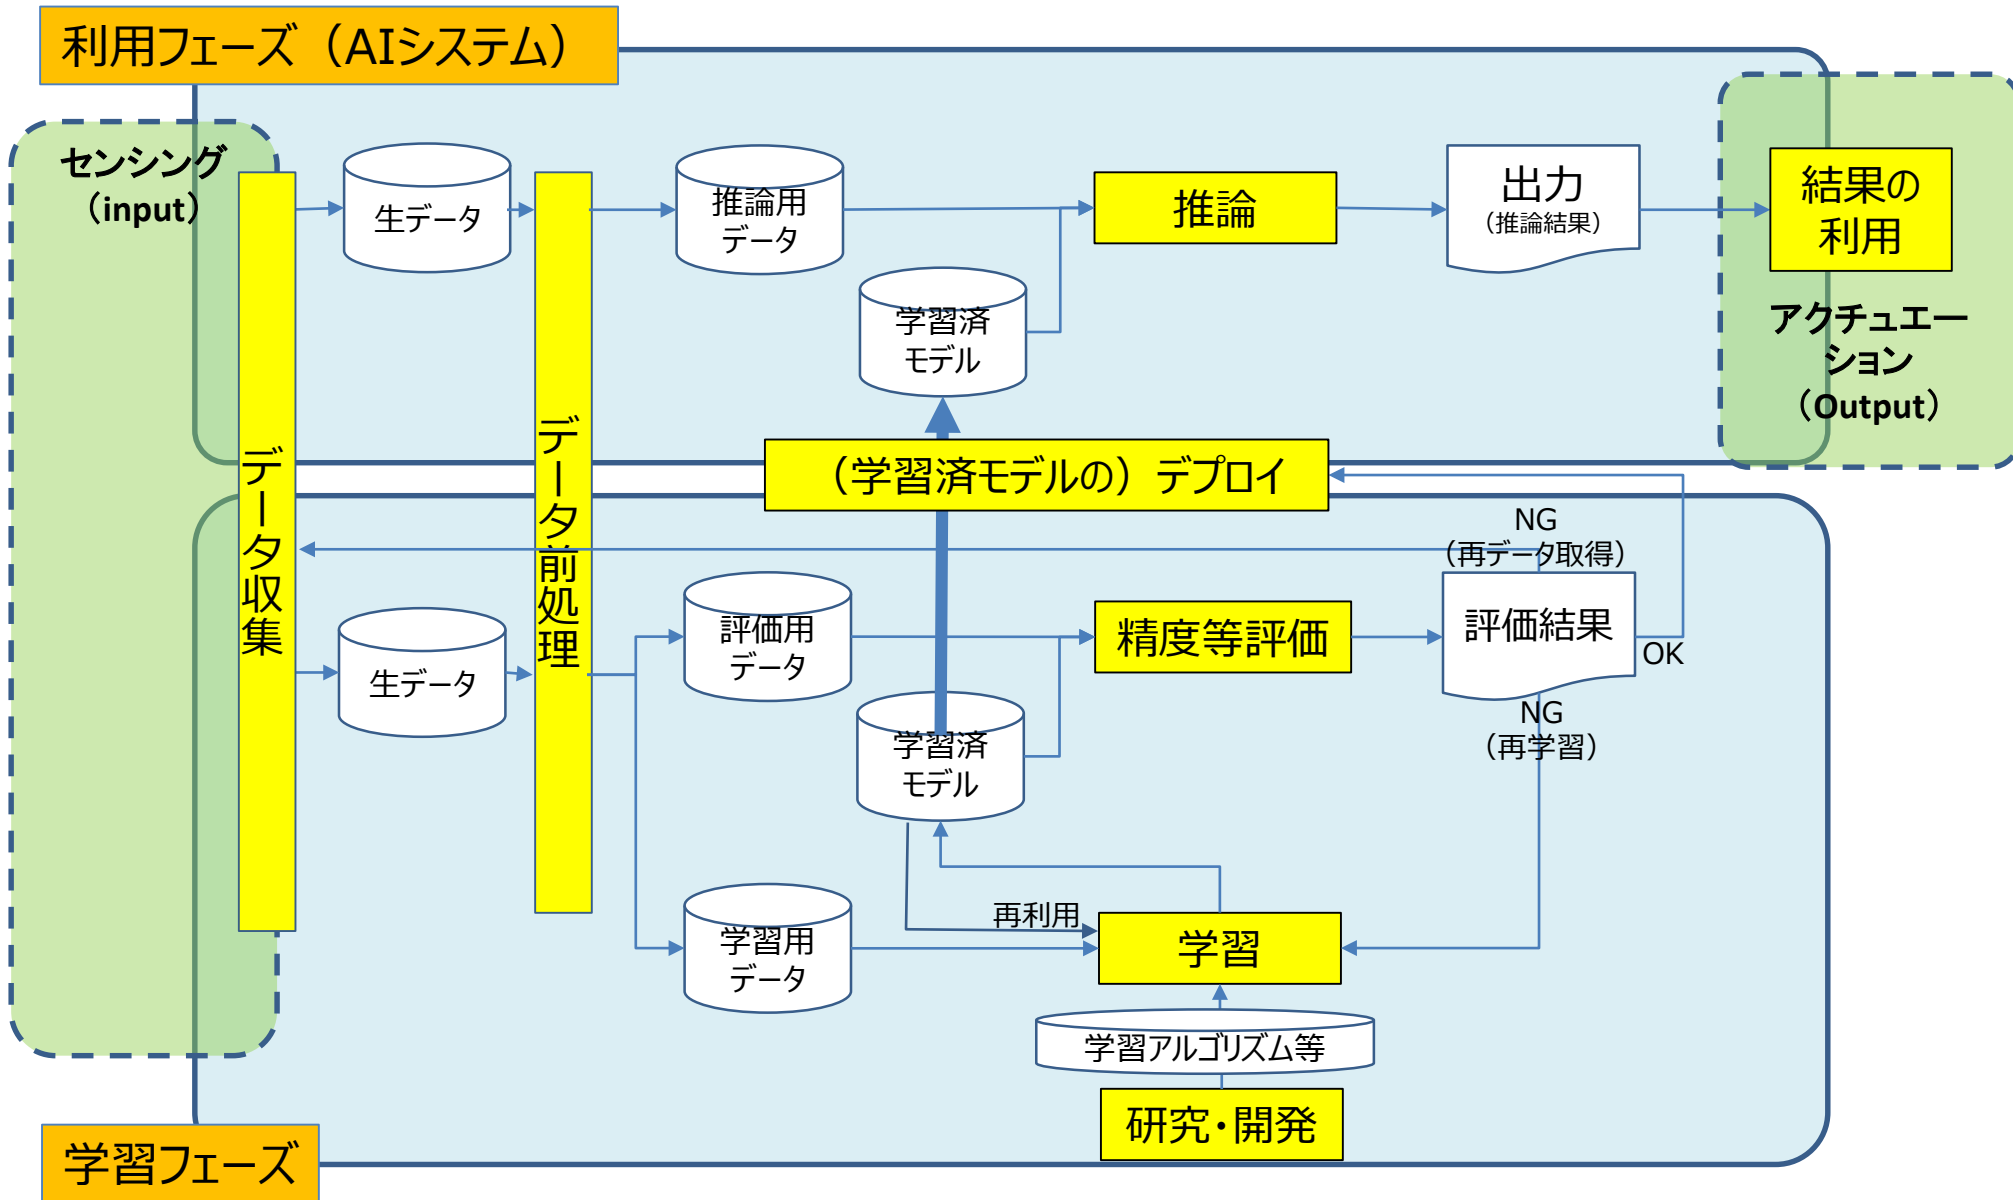 利用フェーズ（AIシステム）
センシング
（input）
生データ
推論用
データ
推論
出力
（推論結果）
結果の
利用
学習済
モデル
アクチュエー
ション
（Output）
データ収集
データ前処理
（学習済モデルの）デプロイ
NG
（再データ取得）
生データ
評価用
データ
精度等評価
評価結果
OK
NG
（再学習）
学習済
モデル
再利用
学習用
データ
学習
学習アルゴリズム等
研究・開発
学習フェーズ